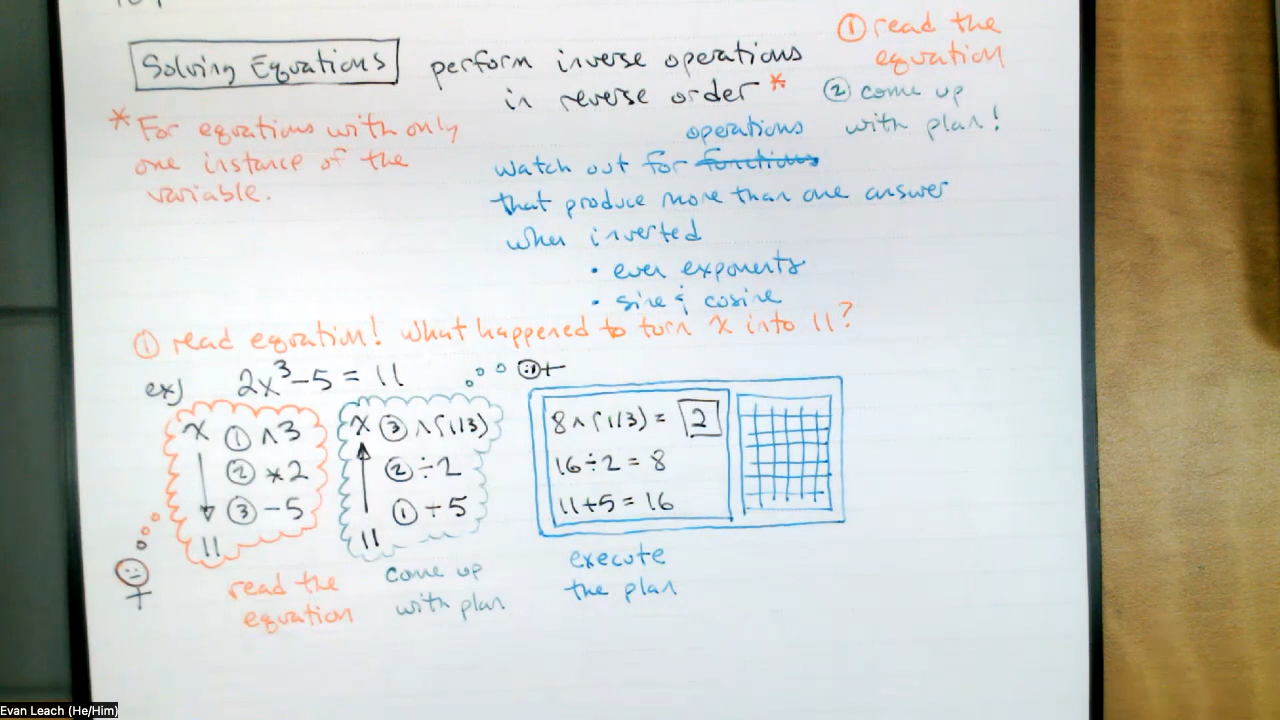 Solving Equations perform inverse operations
in reverse order *
① read the
equation
② come up
with plan!
* For equations with only
one instance of the
variable.
operations
watch out for functions
that produce more than one answer
when inverted
• even exponents
• sine & cosine
① read equation! What happened to turn x into 11?
ex) 2x³-5 = 11
x ① ^3
② *2
③ -5
11
read the
equation
x ③ ^(1/3)
② ÷2
① +5
11
come up
with plan
8^(1/3) = 2
16÷2 = 8
11+5 = 16
execute
the plan
Evan Leach (He/Him)